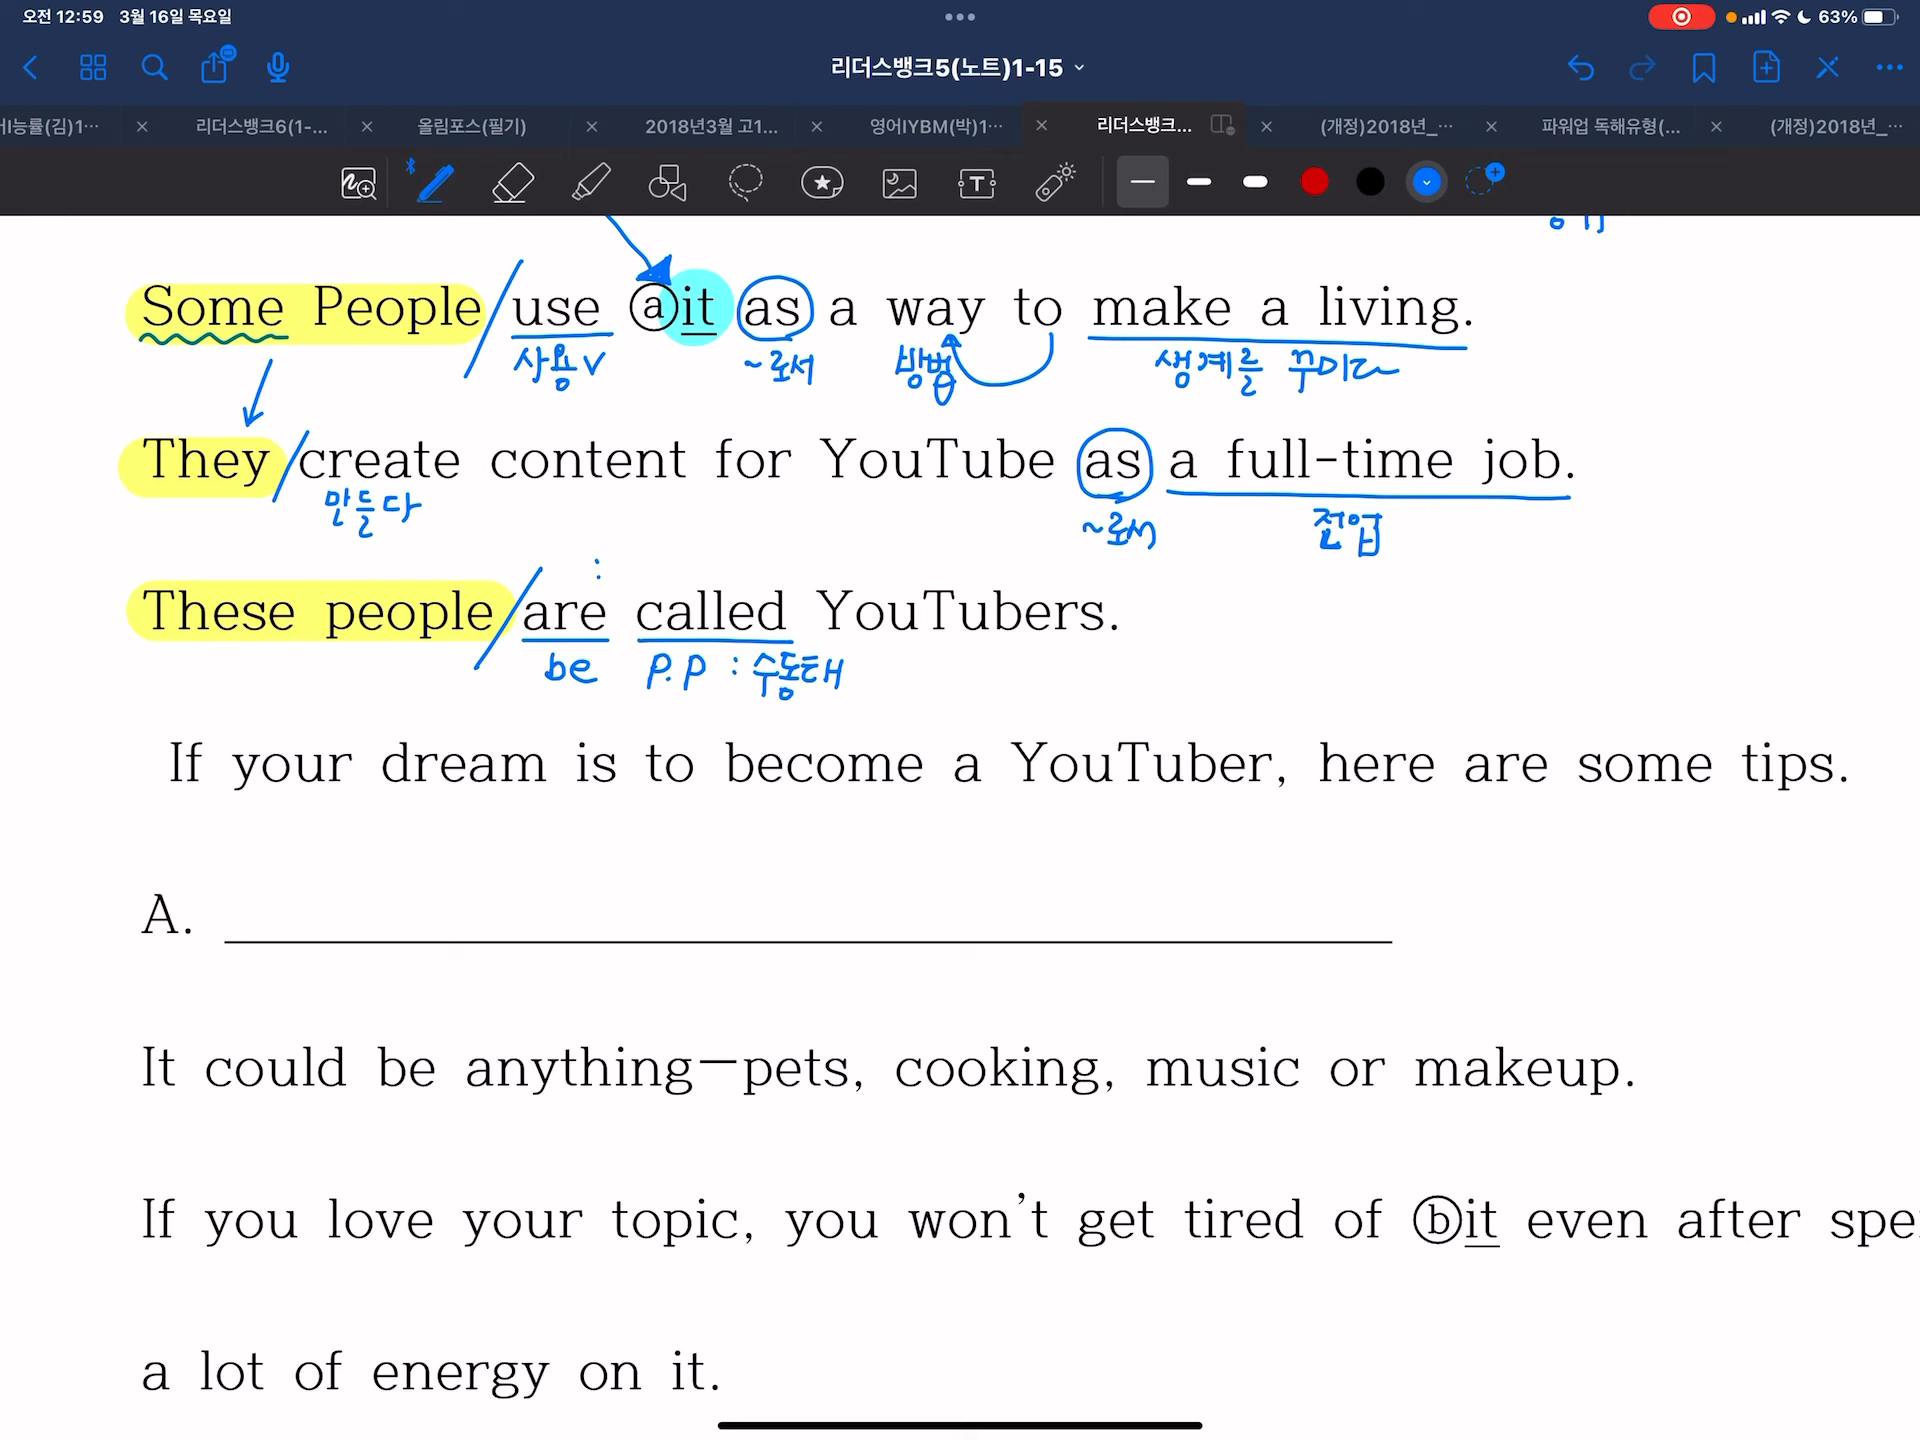 오전 12:59 3월 16일 목요일
63%
리더스뱅크5(노트)1-15
능률(김)1… 리더스뱅크6(1-... 올림포스(필기) 2018년3월 고1... 영어IYBM(박)1… 리더스뱅크... (개정)2018년_… 파워업 독해유형(... (개정)2018년_…
Some People / use ⓐit as a way to make a living.
사용v ~로서 방법 생계를 꾸미다
They / create content for YouTube as a full-time job.
만들다 ~로서 전업
These people / are called YouTubers.
be P.P : 수동태
If your dream is to become a YouTuber, here are some tips.
A.
It could be anything—pets, cooking, music or makeup.
If you love your topic, you won't get tired of ⓑit even after spe
a lot of energy on it.